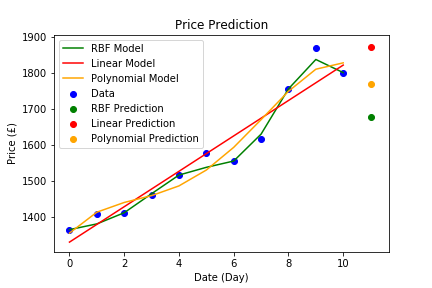 Price Prediction
RBF Model
Linear Model
Polynomial Model
Data
RBF Prediction
Linear Prediction
Polynomial Prediction
Price (£)
1900
1800
1700
1600
1500
1400
0 2 4 6 8 10
Date (Day)